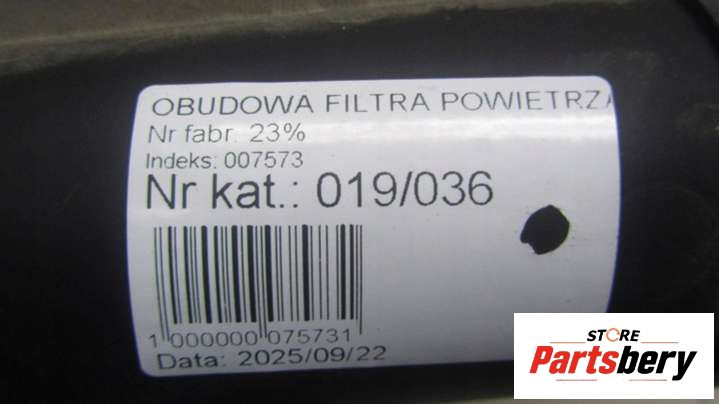 OBUDOWA FILTRA POWIETRZA
Nr fabr. 23%
Indeks: 007573
Nr kat.: 019/036
1 000000 075731
Data: 2025/09/22
STORE
Partsbery